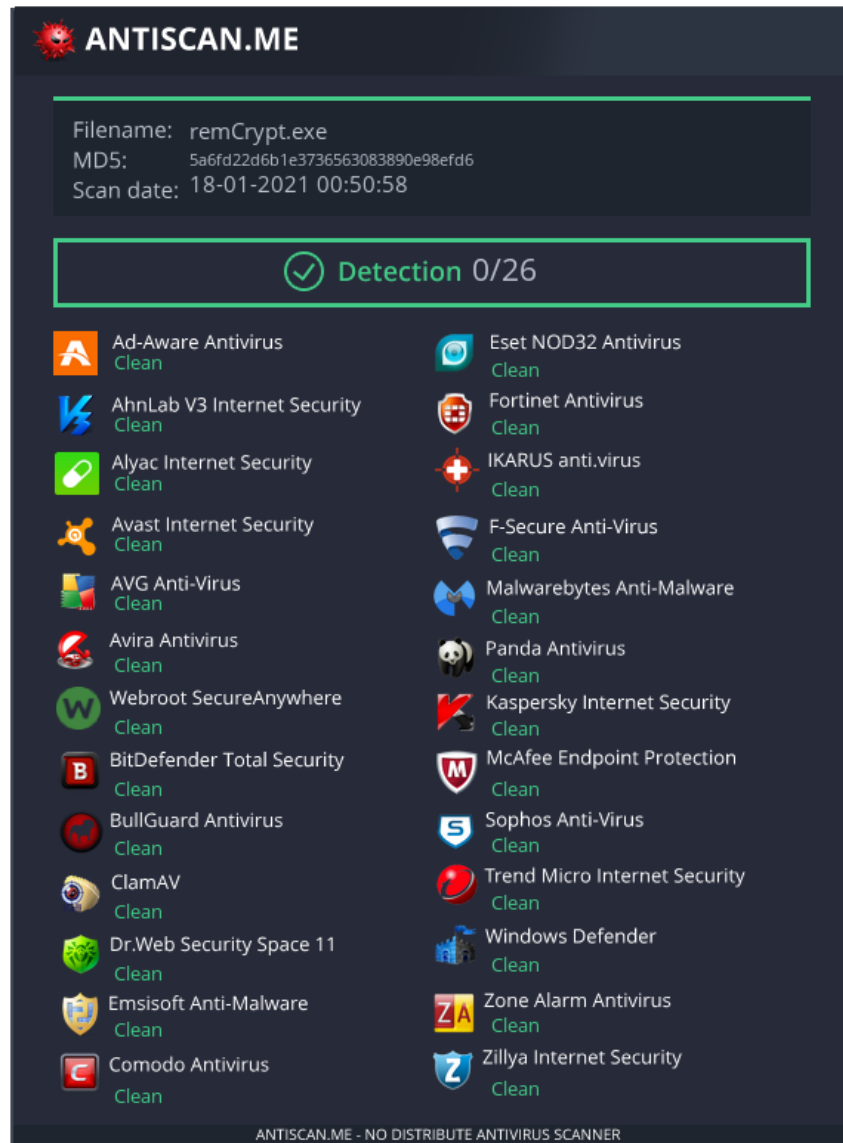 ANTISCAN.ME
Filename: remCrypt.exe
MD5: 5a6fd22d6b1e3736563083890e98efd6
Scan date: 18-01-2021 00:50:58
Detection 0/26
Ad-Aware Antivirus
Clean
AhnLab V3 Internet Security
Clean
Alyac Internet Security
Clean
Avast Internet Security
Clean
AVG Anti-Virus
Clean
Avira Antivirus
Clean
Webroot SecureAnywhere
Clean
BitDefender Total Security
Clean
BullGuard Antivirus
Clean
ClamAV
Clean
Dr.Web Security Space 11
Clean
Emsisoft Anti-Malware
Clean
Comodo Antivirus
Clean
Eset NOD32 Antivirus
Clean
Fortinet Antivirus
Clean
IKARUS anti.virus
Clean
F-Secure Anti-Virus
Clean
Malwarebytes Anti-Malware
Clean
Panda Antivirus
Clean
Kaspersky Internet Security
Clean
McAfee Endpoint Protection
Clean
Sophos Anti-Virus
Clean
Trend Micro Internet Security
Clean
Windows Defender
Clean
Zone Alarm Antivirus
Clean
Zillya Internet Security
Clean
ANTISCAN.ME - NO DISTRIBUTE ANTIVIRUS SCANNER